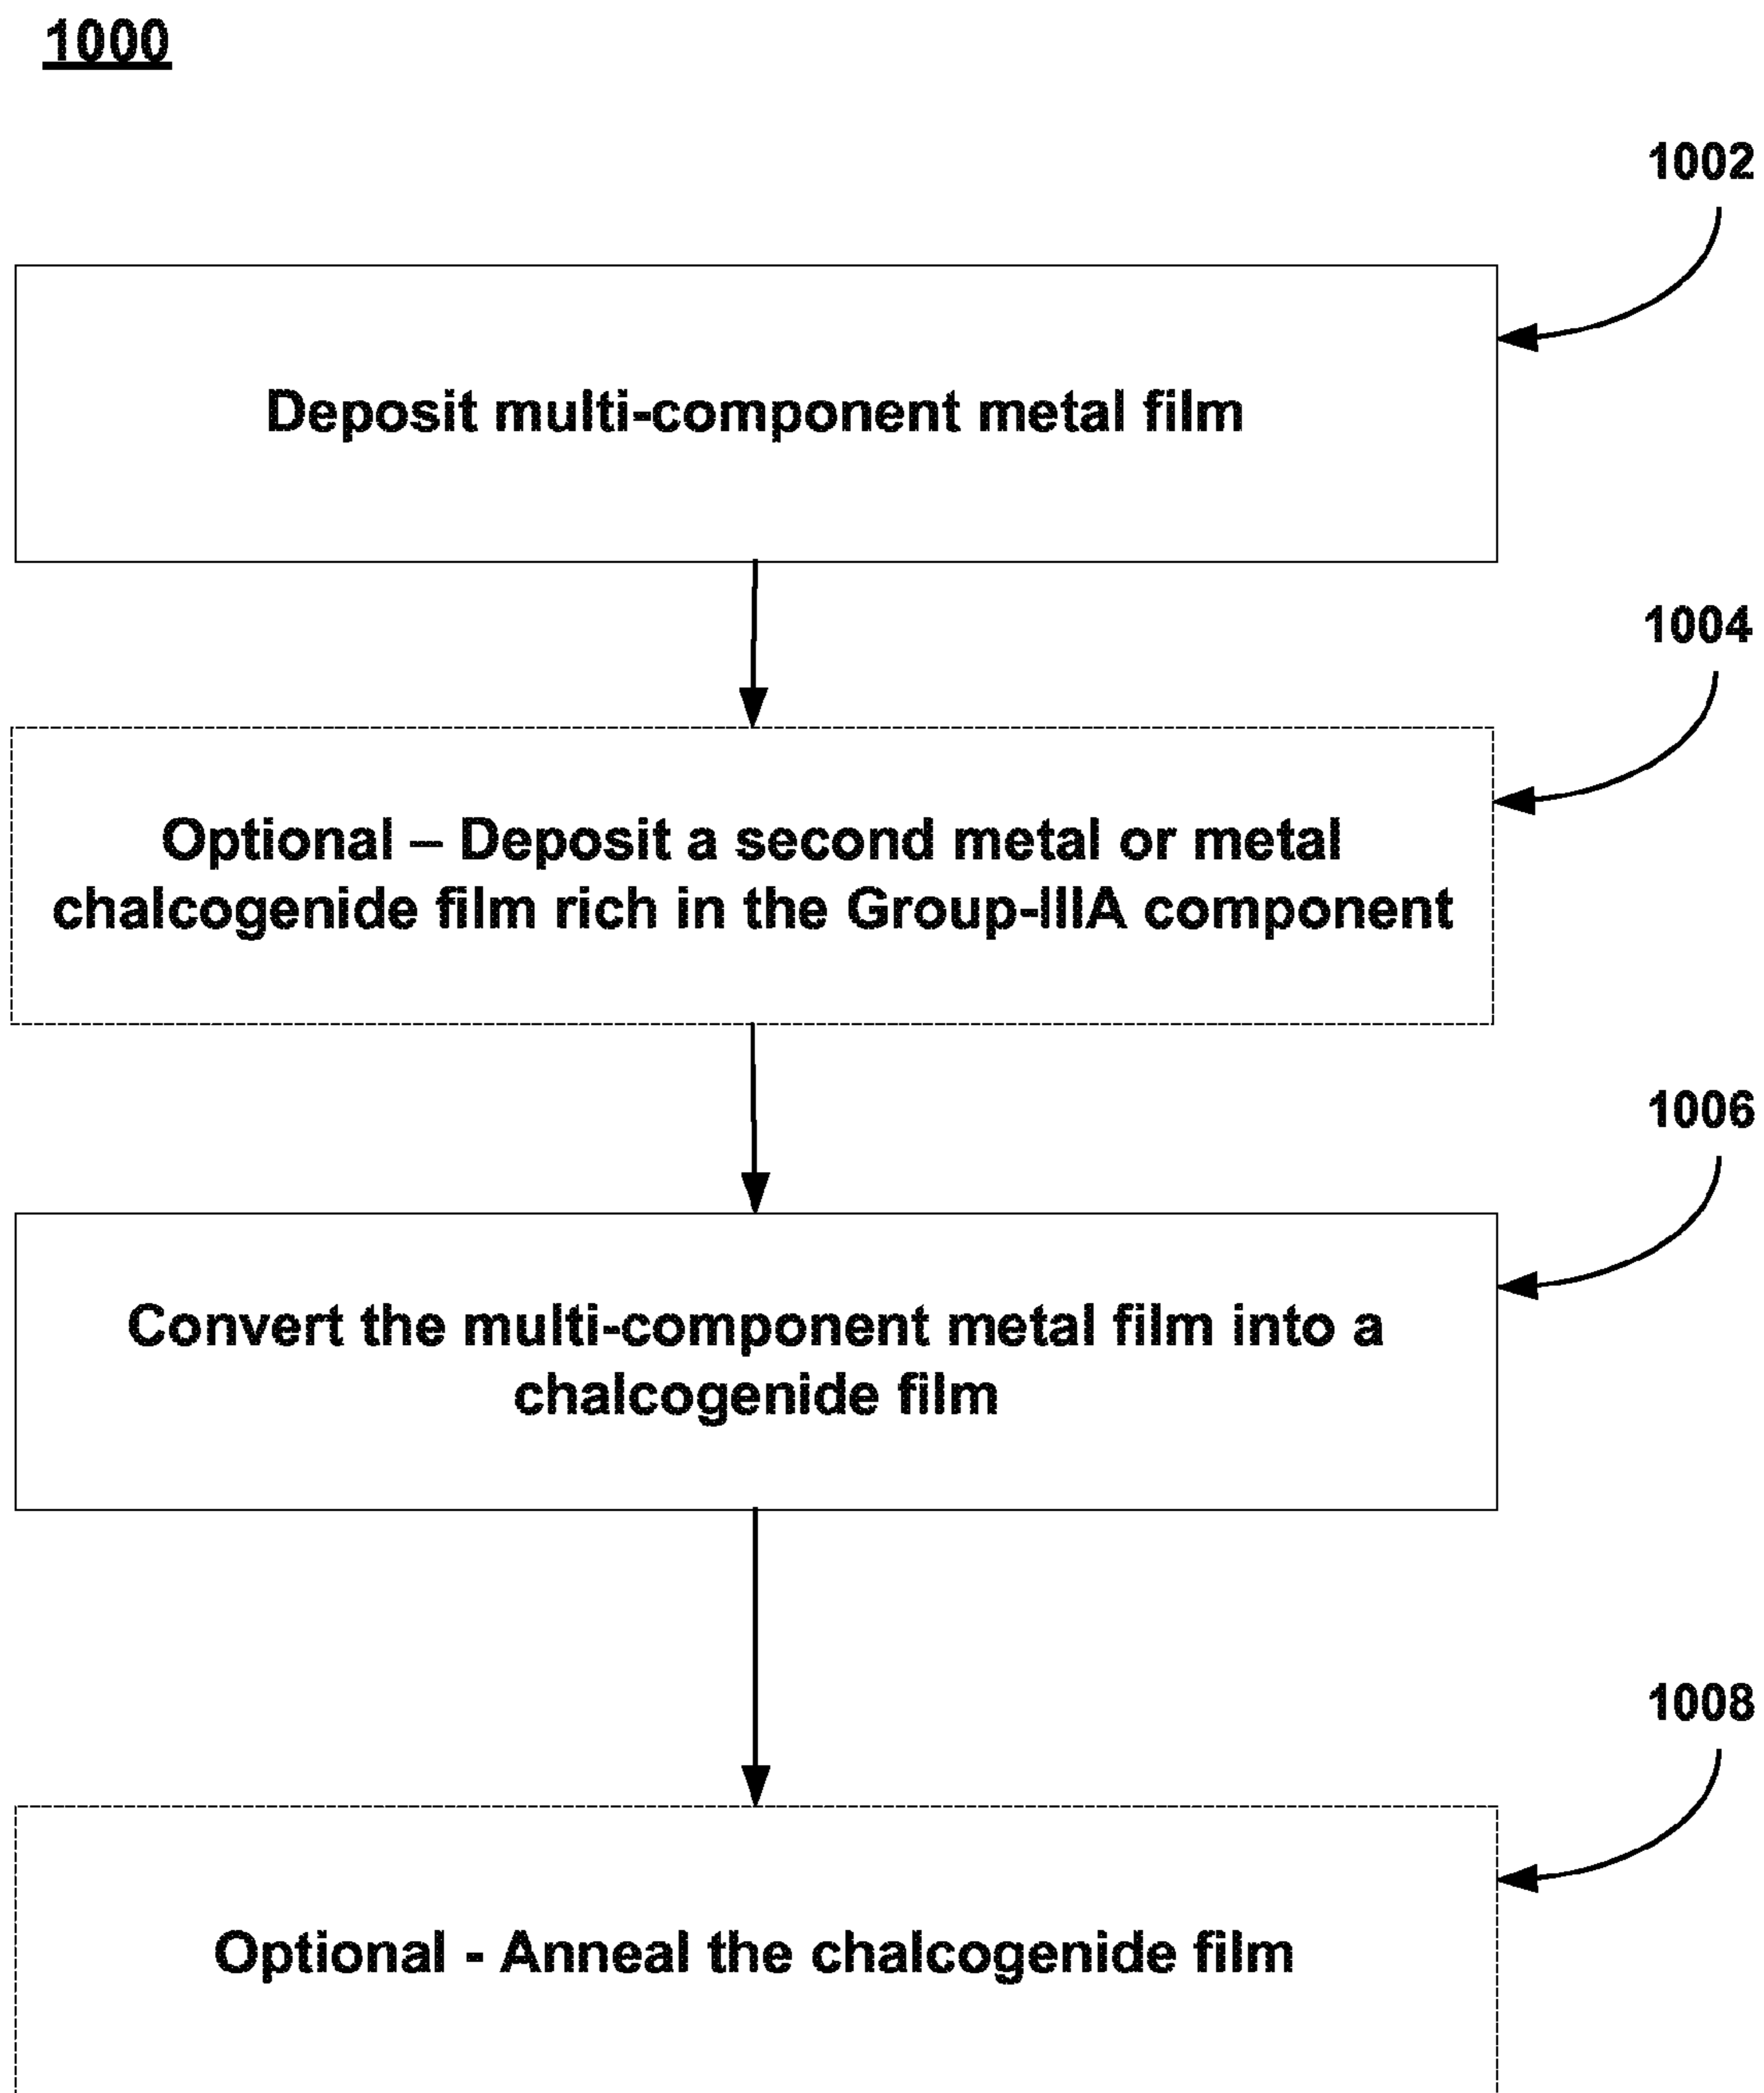 1000
1002
Deposit multi-component metal film
1004
Optional – Deposit a second metal or metal
chalcogenide film rich in the Group-IIIA component
1006
Convert the multi-component metal film into a
chalcogenide film
1008
Optional - Anneal the chalcogenide film